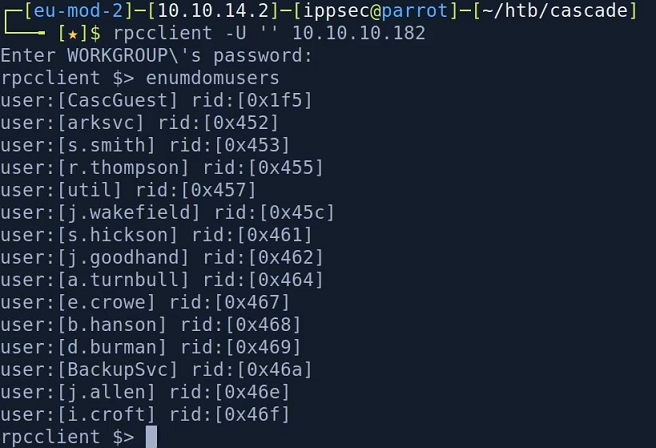 ┌─[eu-mod-2]─[10.10.14.2]─[ippsec@parrot]─[~/htb/cascade]
└──╼ [★]$ rpcclient -U '' 10.10.10.182
Enter WORKGROUP\'s password:
rpcclient $> enumdomusers
user:[CascGuest] rid:[0x1f5]
user:[arksvc] rid:[0x452]
user:[s.smith] rid:[0x453]
user:[r.thompson] rid:[0x455]
user:[util] rid:[0x457]
user:[j.wakefield] rid:[0x45c]
user:[s.hickson] rid:[0x461]
user:[j.goodhand] rid:[0x462]
user:[a.turnbull] rid:[0x464]
user:[e.crowe] rid:[0x467]
user:[b.hanson] rid:[0x468]
user:[d.burman] rid:[0x469]
user:[BackupSvc] rid:[0x46a]
user:[j.allen] rid:[0x46e]
user:[i.croft] rid:[0x46f]
rpcclient $>